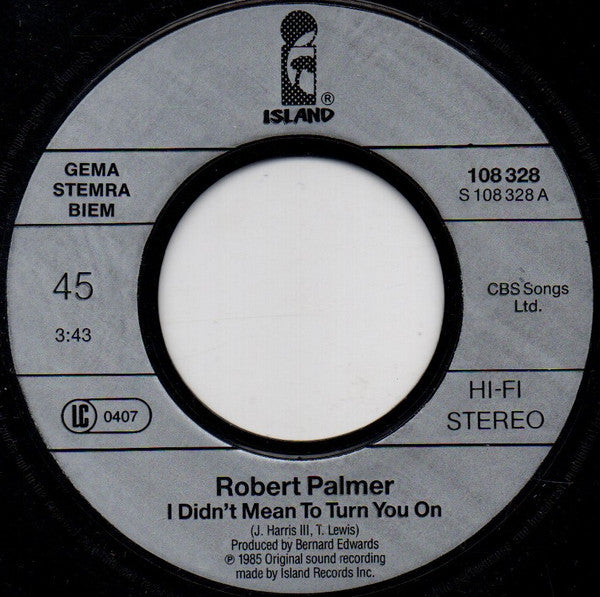 ISLAND ®
GEMA
STEMRA
BIEM
108 328
S 108 328 A
45
3:43
CBS Songs
Ltd.
LC 0407
HI-FI
STEREO
Robert Palmer
I Didn't Mean To Turn You On
(J. Harris III, T. Lewis)
Produced by Bernard Edwards
℗ 1985 Original sound recording
made by Island Records Inc.